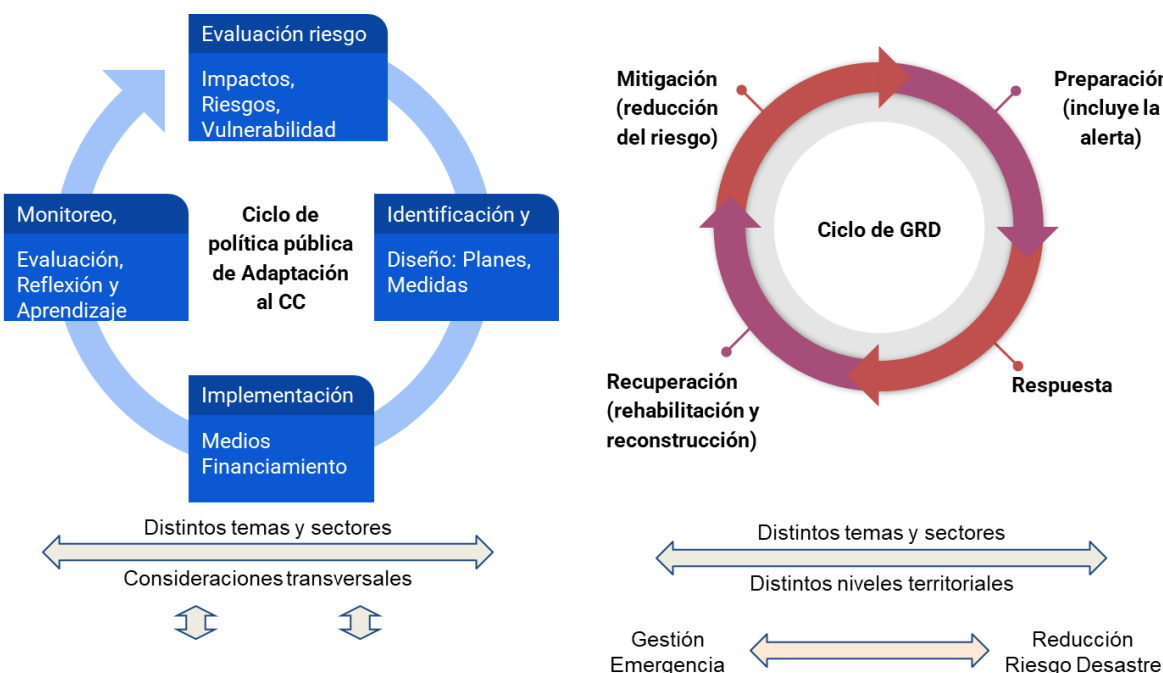 Evaluación riesgo
Impactos,
Riesgos,
Vulnerabilidad
Monitoreo,
Evaluación,
Reflexión y
Aprendizaje
Ciclo de
política pública
de Adaptación
al CC
Identificación y
Diseño: Planes,
Medidas
Implementación
Medios
Financiamiento
Distintos temas y sectores
Consideraciones transversales
Mitigación
(reducción
del riesgo)
Preparación
(incluye la
alerta)
Ciclo de GRD
Recuperación
(rehabilitación y
reconstrucción)
Respuesta
Distintos temas y sectores
Distintos niveles territoriales
Gestión
Emergencia
Reducción
Riesgo Desastre